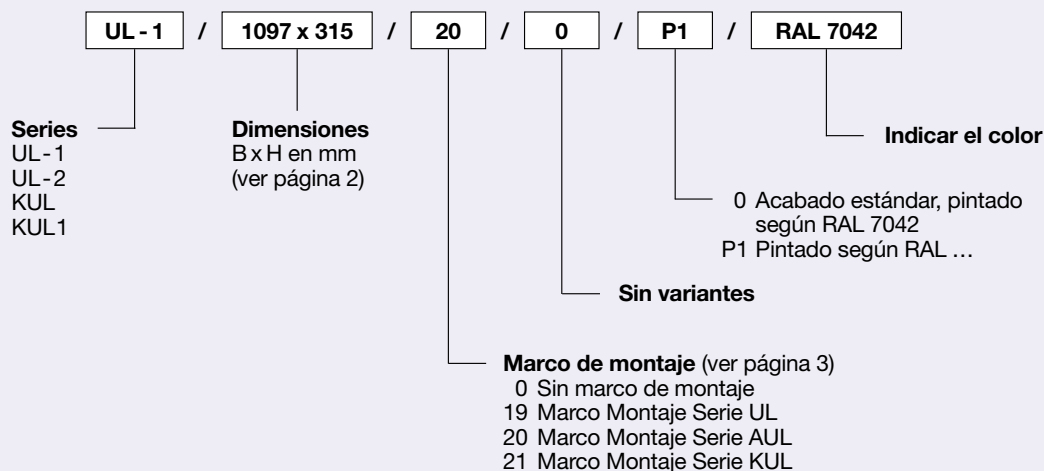 UL-1 / 1097 x 315 / 20 / 0 / P1 / RAL 7042
Series
UL-1
UL-2
KUL
KUL1
Dimensiones
B x H en mm
(ver página 2)
Indicar el color
0 Acabado estándar, pintado
según RAL 7042
P1 Pintado según RAL ...
Sin variantes
Marco de montaje (ver página 3)
0 Sin marco de montaje
19 Marco Montaje Serie UL
20 Marco Montaje Serie AUL
21 Marco Montaje Serie KUL